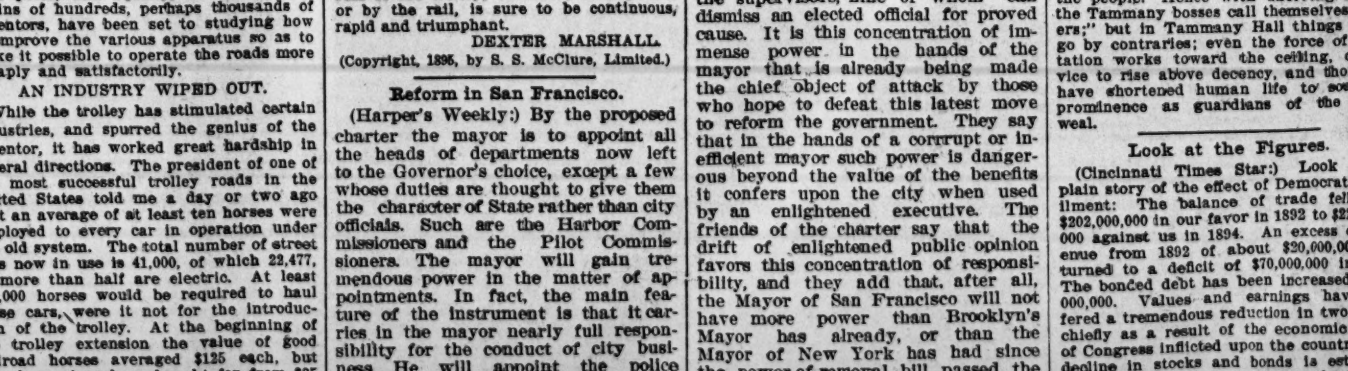 ns of hundreds, perhaps thousands of
entors, have been set to studying how
mprove the various apparatus so as to
ke it possible to operate the roads more
aply and satisfactorily.
AN INDUSTRY WIPED OUT.
While the trolley has stimulated certain
ustries, and spurred the genius of the
entor, it has worked great hardship in
eral directions. The president of one of
most successful trolley roads in the
ted States told me a day or two ago
t an average of at least ten horses were
ployed to every car in operation under
old system. The total number of street
s now in use is 41,000, of which 22,477,
more than half are electric. At least
,000 horses would be required to haul
se cars, were it not for the introduc-
n of the trolley. At the beginning of
trolley extension the value of good
road horses averaged $125 each, but
or by the rail, is sure to be continuous,
rapid and triumphant.
DEXTER MARSHALL.
(Copyright, 1895, by S. S. McClure, Limited.)
Reform in San Francisco.
(Harper's Weekly:) By the proposed
charter the mayor is to appoint all
the heads of departments now left
to the Governor's choice, except a few
whose duties are thought to give them
the character of State rather than city
officials. Such are the Harbor Com-
missioners and the Pilot Commis-
sioners. The mayor will gain tre-
mendous power in the matter of ap-
pointments. In fact, the main fea-
ture of the instrument is that it car-
ries in the mayor nearly full respon-
sibility for the conduct of city busi-
ness. He will appoint the police
dismiss an elected official for proved
cause. It is this concentration of im-
mense power in the hands of the
mayor that is already being made
the chief object of attack by those
who hope to defeat this latest move
to reform the government. They say
that in the hands of a corrrupt or in-
efficient mayor such power is danger-
ous beyond the value of the benefits
it confers upon the city when used
by an enlightened executive. The
friends of the charter say that the
drift of enlightened public opinion
favors this concentration of responsi-
bility, and they add that, after all,
the Mayor of San Francisco will not
have more power than Brooklyn's
Mayor has already, or than the
Mayor of New York has had since
the power of removal bill passed the
the Tammany bosses call themselves
ers;" but in Tammany Hall things
go by contraries; even the force of
tation works toward the ceiling,
vice to rise above decency, and tho
have shortened human life to so
prominence as guardians of the
weal.
Look at the Figures.
(Cincinnati Times Star:) Look
plain story of the effect of Democrat
ilment: The balance of trade fell
$202,000,000 in our favor in 1892 to $2
000 against us in 1894. An excess
enue from 1892 of about $20,000,00
turned to a deficit of $70,000,000 i
The bonded debt has been increased
000,000. Values and earnings hav
fered a tremendous reduction in two
chiefly as a result of the economic
of Congress inflicted upon the countr
decline in stocks and bonds is est